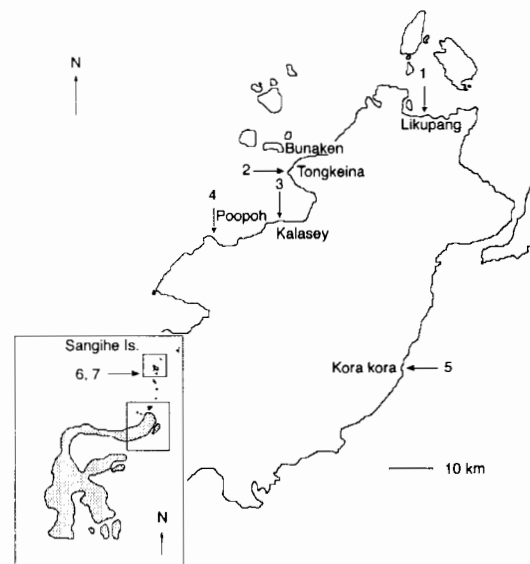 N
1
Likupang
Bunaken
2
Tongkeina
3
4
Poopoh
Kalasey
Sangihe Is.
6, 7
Kora kora
5
10 km
N